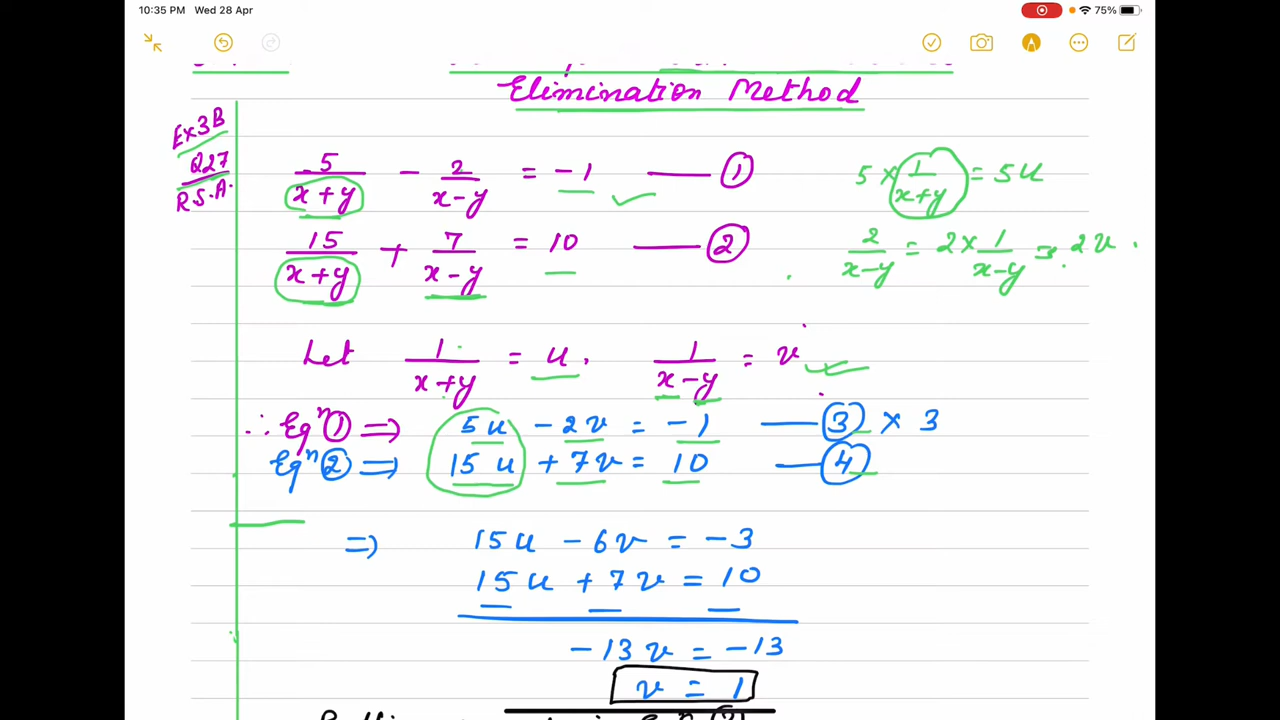 10:35 PM Wed 28 Apr 75%
Elimination Method
Ex3B
Q27
R.S.A.
5/(x+y) - 2/(x-y) = -1 —— ①
5 × 1/(x+y) = 5u
15/(x+y) + 7/(x-y) = 10 —— ②
2/(x-y) = 2 × 1/(x-y) => 2v
Let 1/(x+y) = u, 1/(x-y) = v
∴ Eqⁿ① ⇒ 5u - 2v = -1 —— ③ × 3
Eqⁿ② ⇒ 15u + 7v = 10 —— ④
⇒ 15u - 6v = -3
15u + 7v = 10
-13v = -13
v = 1